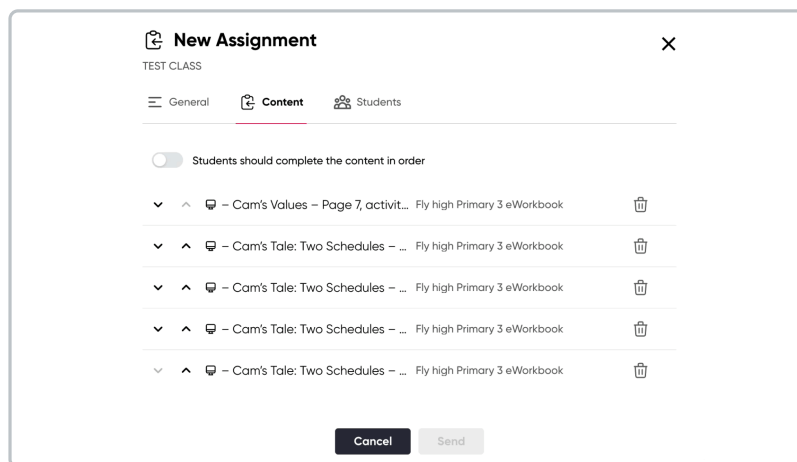 New Assignment
TEST CLASS
General Content Students
Students should complete the content in order
– Cam's Values – Page 7, activit... Fly high Primary 3 eWorkbook
– Cam's Tale: Two Schedules – ... Fly high Primary 3 eWorkbook
– Cam's Tale: Two Schedules – ... Fly high Primary 3 eWorkbook
– Cam's Tale: Two Schedules – ... Fly high Primary 3 eWorkbook
– Cam's Tale: Two Schedules – ... Fly high Primary 3 eWorkbook
Cancel Send